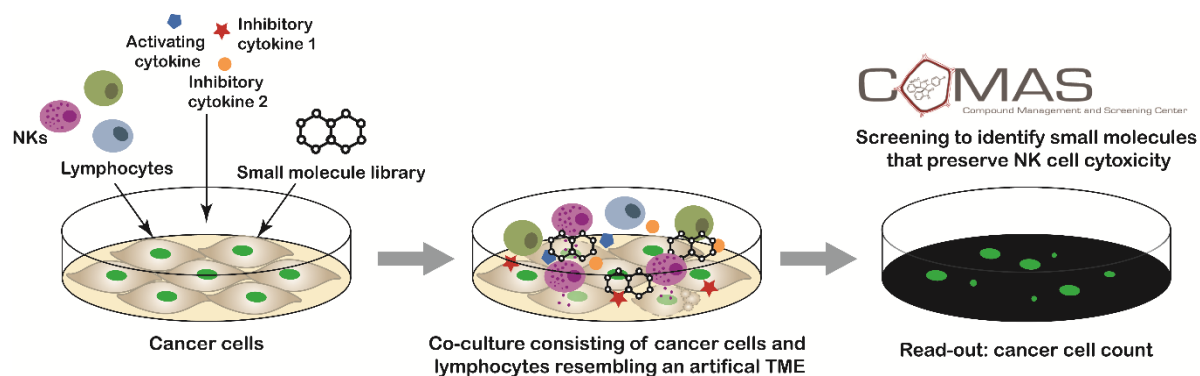 Activating
cytokine
Inhibitory
cytokine 1
Inhibitory
cytokine 2
NKs
Lymphocytes
Small molecule library
Cancer cells
Co-culture consisting of cancer cells and
lymphocytes resembling an artifical TME
COMAS
Compound Management and Screening Center
Screening to identify small molecules
that preserve NK cell cytoxicity
Read-out: cancer cell count